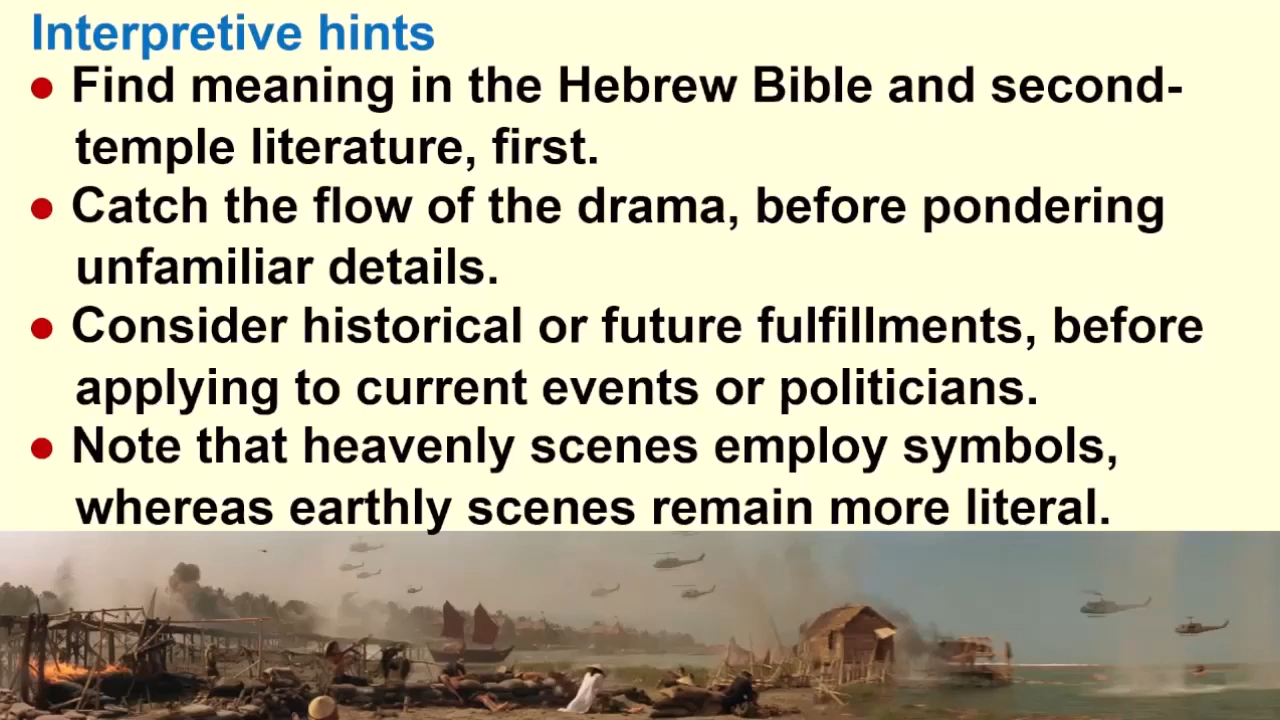 Interpretive hints
● Find meaning in the Hebrew Bible and second-
temple literature, first.
● Catch the flow of the drama, before pondering
unfamiliar details.
● Consider historical or future fulfillments, before
applying to current events or politicians.
● Note that heavenly scenes employ symbols,
whereas earthly scenes remain more literal.